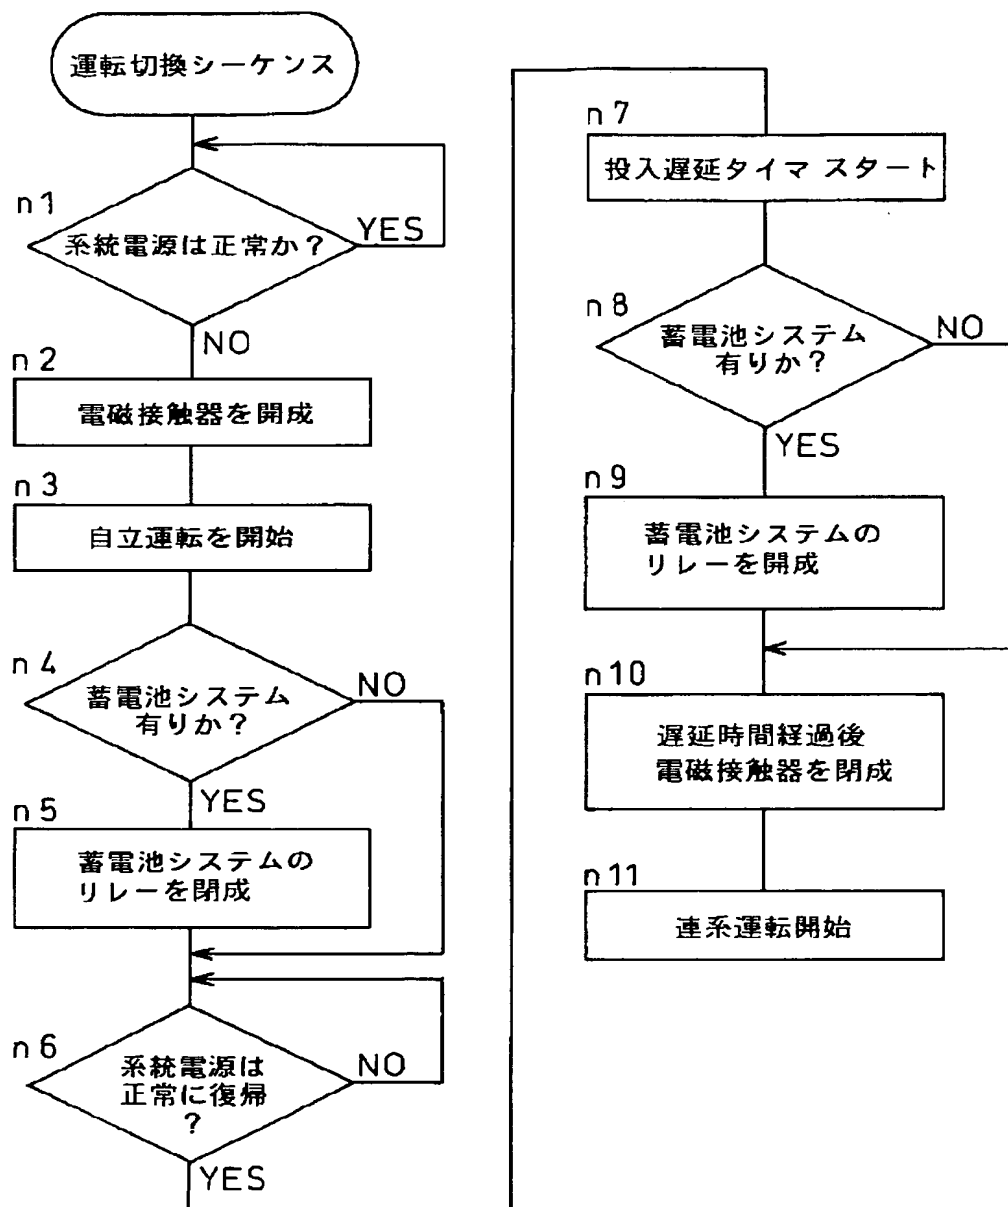 運転切換シーケンス
n1
系統電源は正常か?
YES
NO
n2
電磁接触器を開成
n3
自立運転を開始
n4
蓄電池システム
有りか?
NO
YES
n5
蓄電池システムの
リレーを閉成
n6
系統電源は
正常に復帰
?
NO
YES
n7
投入遅延タイマ スタート
n8
蓄電池システム
有りか?
NO
YES
n9
蓄電池システムの
リレーを開成
n10
遅延時間経過後
電磁接触器を閉成
n11
連系運転開始